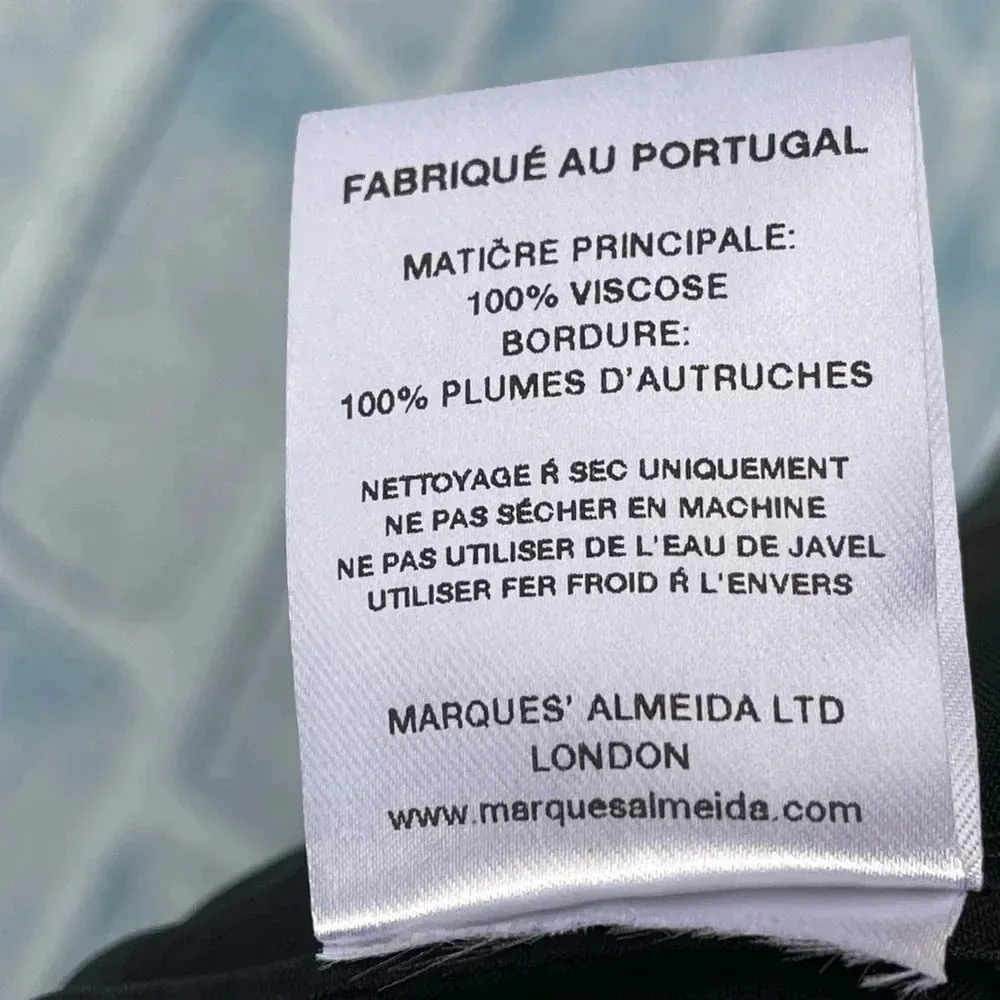 FABRIQUÉ AU PORTUGAL
MATIČRE PRINCIPALE:
100% VISCOSE
BORDURE:
100% PLUMES D'AUTRUCHES
NETTOYAGE Ŕ SEC UNIQUEMENT
NE PAS SÉCHER EN MACHINE
NE PAS UTILISER DE L'EAU DE JAVEL
UTILISER FER FROID Ŕ L'ENVERS
MARQUES' ALMEIDA LTD
LONDON
www.marquesalmeida.com